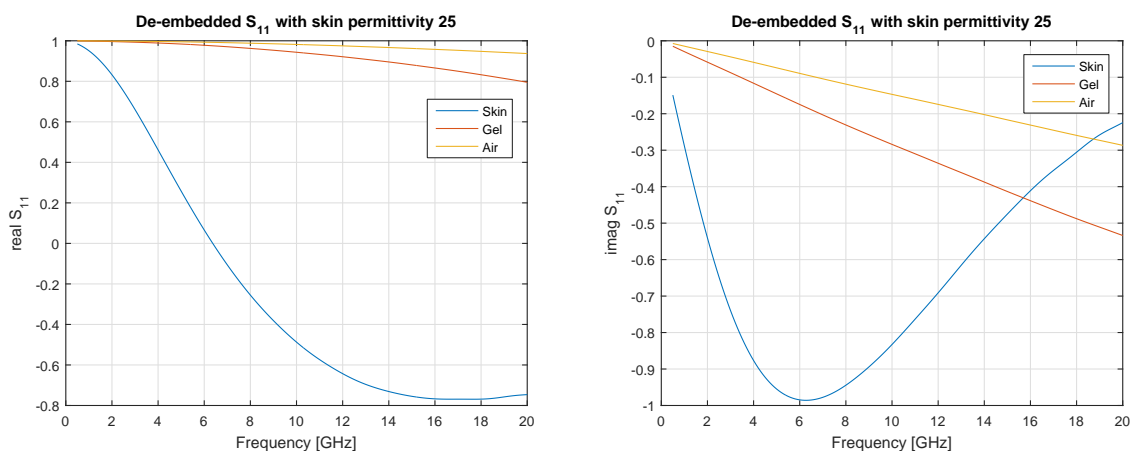 De-embedded S11 with skin permittivity 25
real S11
1
0.8
0.6
0.4
0.2
0
-0.2
-0.4
-0.6
-0.8
Skin
Gel
Air
0 2 4 6 8 10 12 14 16 18 20
Frequency [GHz]
De-embedded S11 with skin permittivity 25
imag S11
0
-0.1
-0.2
-0.3
-0.4
-0.5
-0.6
-0.7
-0.8
-0.9
-1
Skin
Gel
Air
0 2 4 6 8 10 12 14 16 18 20
Frequency [GHz]